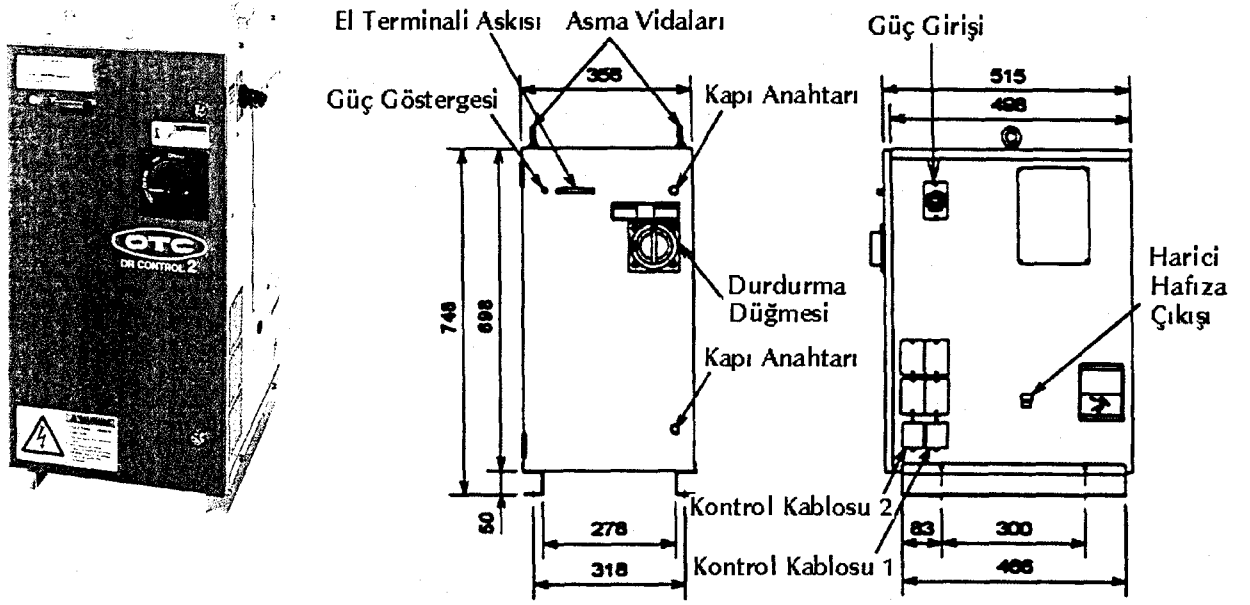 El Terminali Askısı
Asma Vidaları
Güç Girişi
Güç Göstergesi
Kapı Anahtarı
356
515
498
OTC
DR CONTROL 2
Durdurma
Düğmesi
Harici
Hafıza
Çıkışı
Kapı Anahtarı
748
698
50
278
318
Kontrol Kablosu 2
Kontrol Kablosu 1
83
300
466